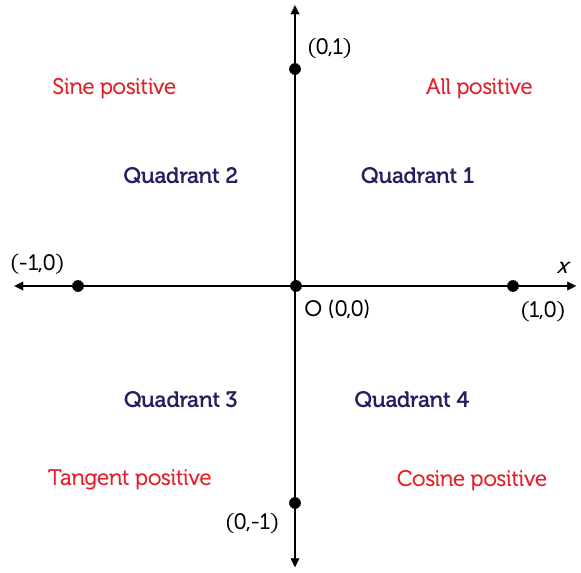 (0,1)
Sine positive
All positive
Quadrant 2
Quadrant 1
(-1,0)
x
O (0,0)
(1,0)
Quadrant 3
Quadrant 4
Tangent positive
Cosine positive
(0,-1)